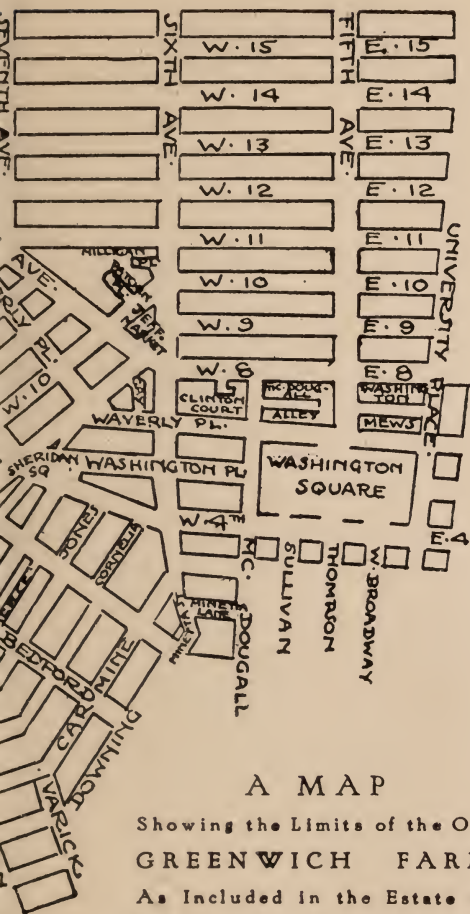 SEVENTH AVE.
SIXTH AVE.
FIFTH AVE.
W. 15
E. 15
W. 14
E. 14
W. 13
E. 13
W. 12
E. 12
W. 11
E. 11
W. 10
E. 10
W. 9
E. 9
W. 8
E. 8
UNIVERSITY PLACE.
MILLIGAN PL.
PATCHIN PL.
JEFF. MARKET
GAY
AVE.
PL.
W. 10
CLINTON COURT
MC. DOUGALL ALLEY
WASHINGTON MEWS
WAVERLY PL.
SHERIDAN SQ
WASHINGTON PL
WASHINGTON SQUARE
W. 4TH
E. 4
JONES
CORNELIA
MINETTA LANE
MC. DOUGALL
SULLIVAN
THOMPSON
W. BROADWAY
BEDFORD
CARMINE
DOWNING
VARICK
A MAP
Showing the Limits of the O
GREENWICH FAR
As Included in the Estate